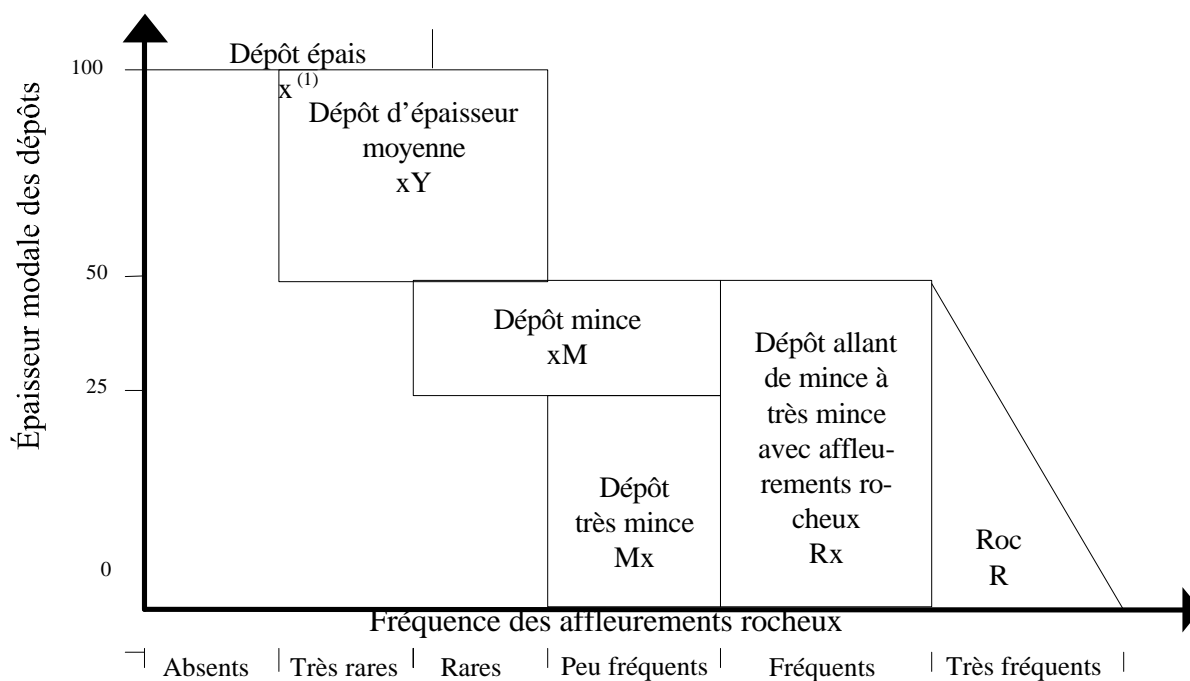 Dépôt épais
x (1)
100
Dépôt d’épaisseur
moyenne
xY
Épaisseur modale des dépôts
50
Dépôt mince
xM
25
Dépôt allant
de mince à
très mince
avec affleu-
rements ro-
cheux
Rx
Dépôt
très mince
Mx
Roc
R
0
Fréquence des affleurements rocheux
Absents
Très rares
Rares
Peu fréquents
Fréquents
Très fréquents